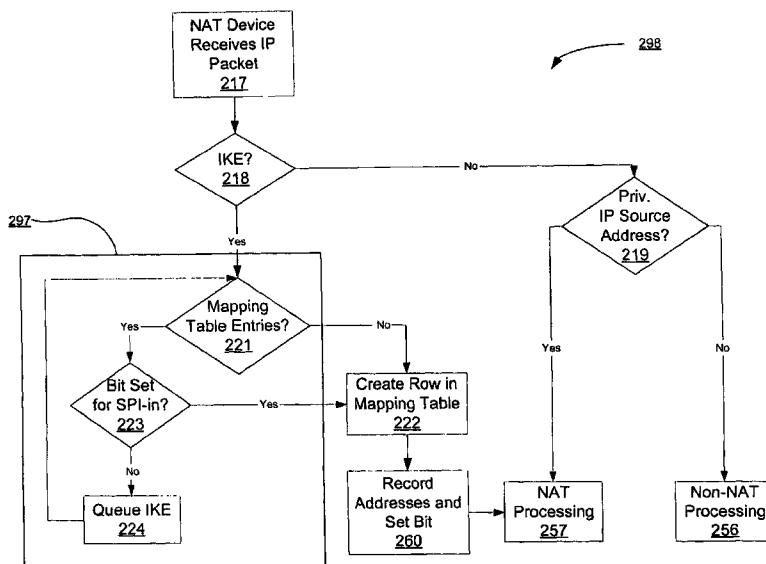 NAT Device
Receives IP
Packet
217
298
IKE?
218
No
Priv.
IP Source
Address?
219
297
Yes
Mapping
Table Entries?
221
Yes
No
Yes
No
Bit Set
for SPI-in?
223
Yes
Create Row in
Mapping Table
222
No
Queue IKE
224
Record
Addresses and
Set Bit
260
NAT
Processing
257
Non-NAT
Processing
256